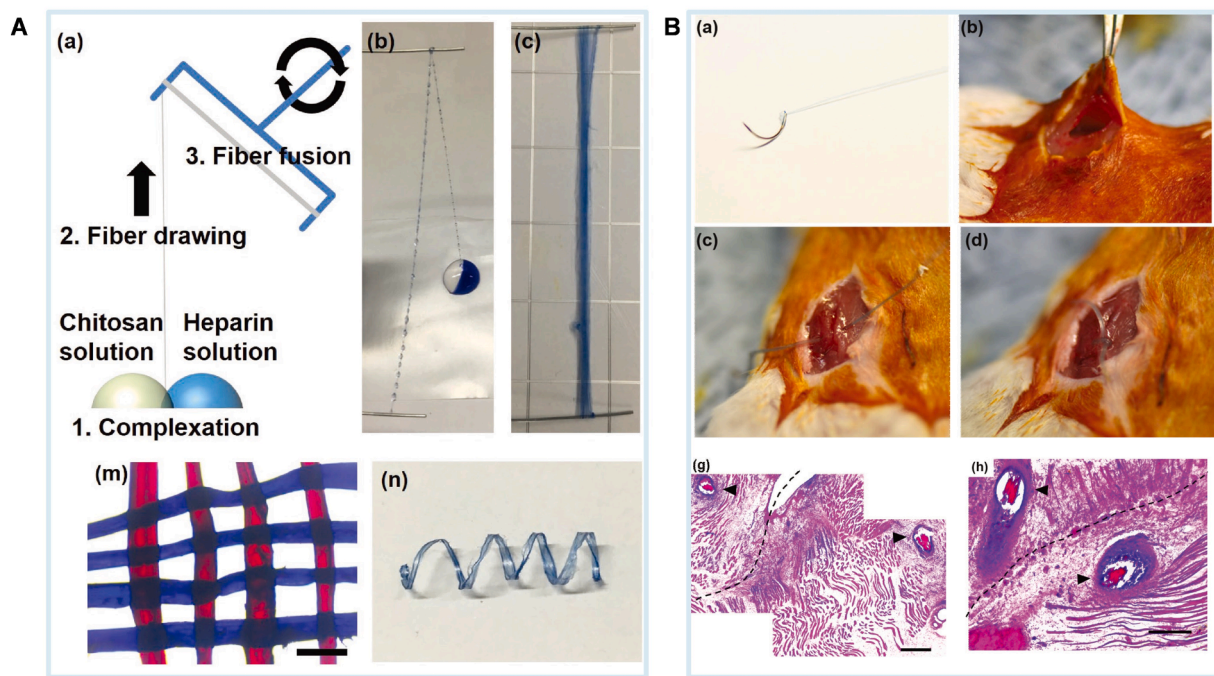 A
(a)
3. Fiber fusion
2. Fiber drawing
Chitosan
solution
Heparin
solution
1. Complexation
(b)
(c)
(m)
(n)
B
(a)
(b)
(c)
(d)
(g)
(h)